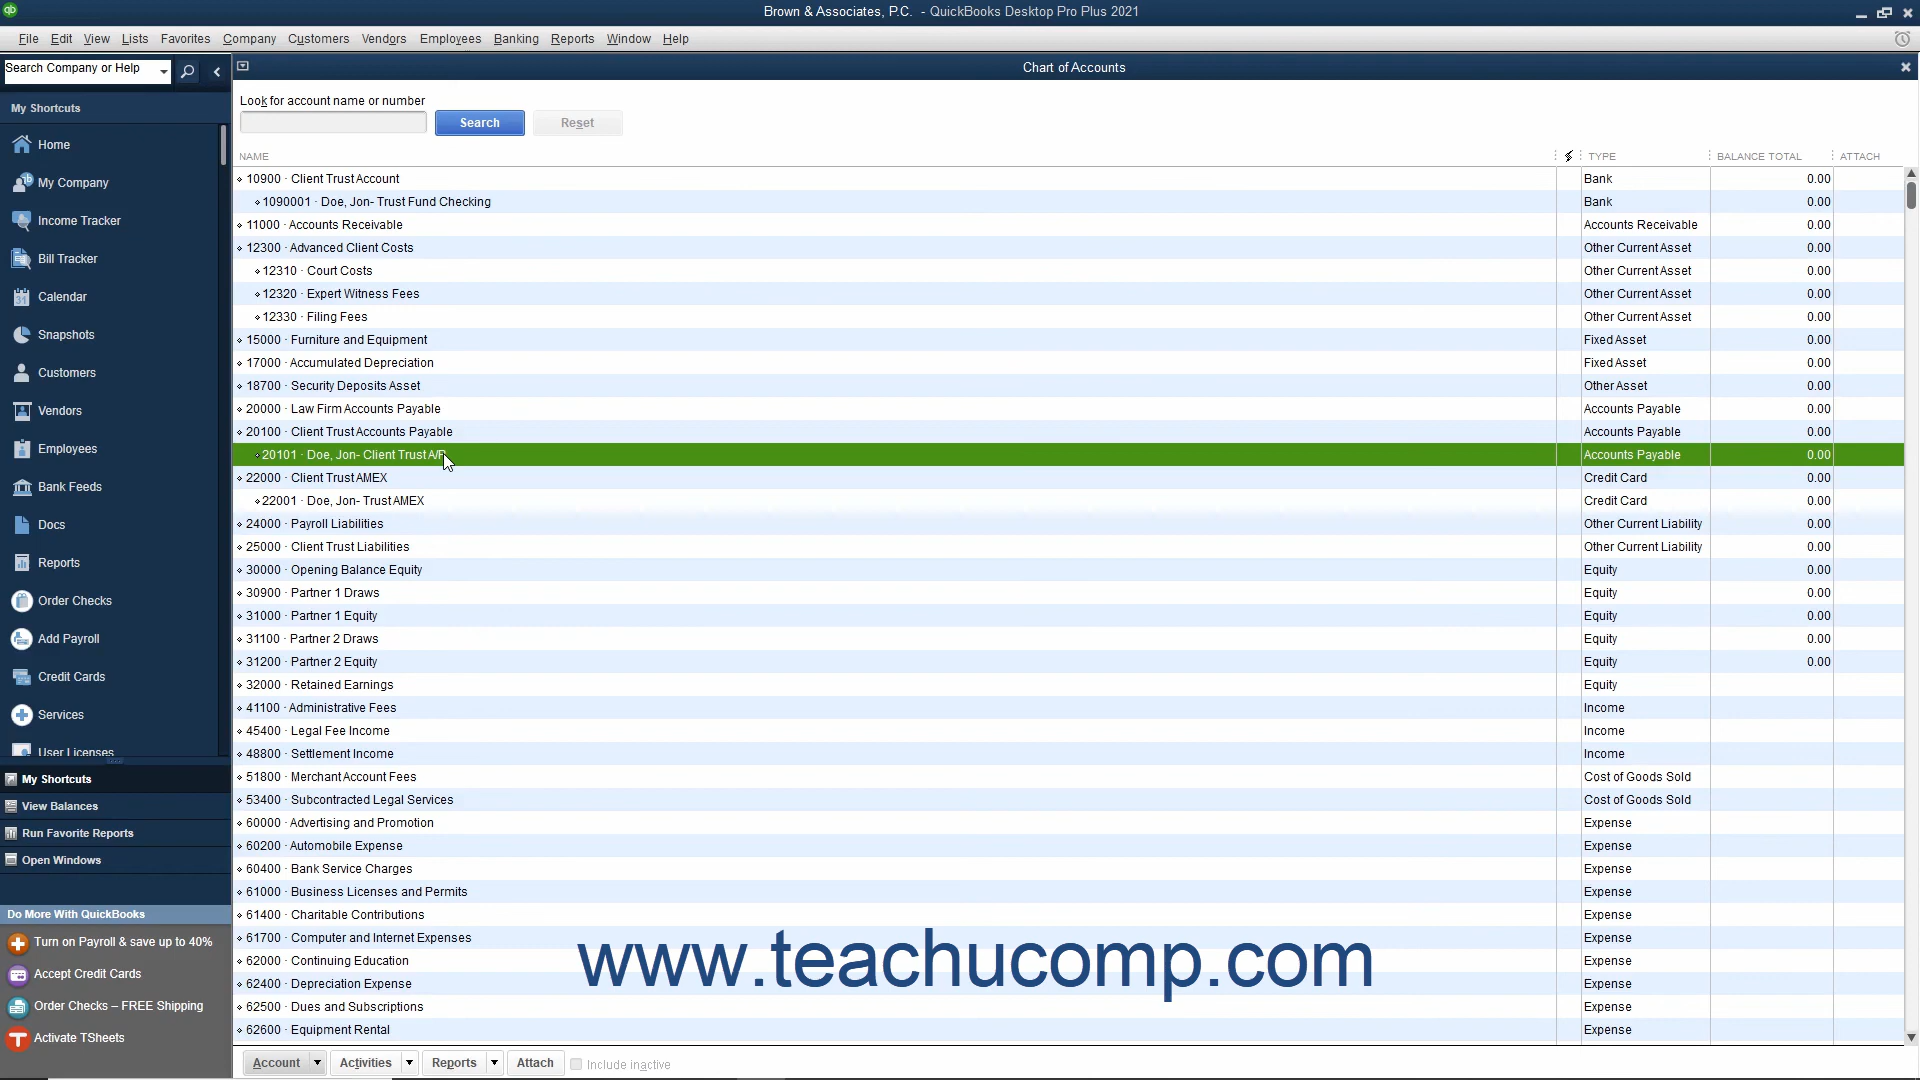 Brown & Associates, P.C. - QuickBooks Desktop Pro Plus 2021
File Edit View Lists Favorites Company Customers Vendors Employees Banking Reports Window Help
Search Company or Help
Chart of Accounts
My Shortcuts
Home
My Company
Income Tracker
Bill Tracker
Calendar
31
Snapshots
Customers
Vendors
Employees
Bank Feeds
Docs
Reports
Order Checks
Add Payroll
Credit Cards
Services
User Licenses
My Shortcuts
View Balances
Run Favorite Reports
Open Windows
Do More With QuickBooks
Turn on Payroll & save up to 40%
Accept Credit Cards
Order Checks – FREE Shipping
Activate TSheets
Look for account name or number
Search Reset
NAME TYPE BALANCE TOTAL ATTACH
10900 · Client Trust Account Bank 0.00
1090001 · Doe, Jon- Trust Fund Checking Bank 0.00
11000 · Accounts Receivable Accounts Receivable 0.00
12300 · Advanced Client Costs Other Current Asset 0.00
12310 · Court Costs Other Current Asset 0.00
12320 · Expert Witness Fees Other Current Asset 0.00
12330 · Filing Fees Other Current Asset 0.00
15000 · Furniture and Equipment Fixed Asset 0.00
17000 · Accumulated Depreciation Fixed Asset 0.00
18700 · Security Deposits Asset Other Asset 0.00
20000 · Law Firm Accounts Payable Accounts Payable 0.00
20100 · Client Trust Accounts Payable Accounts Payable 0.00
20101 · Doe, Jon- Client Trust A/P Accounts Payable 0.00
22000 · Client Trust AMEX Credit Card 0.00
22001 · Doe, Jon- Trust AMEX Credit Card 0.00
24000 · Payroll Liabilities Other Current Liability 0.00
25000 · Client Trust Liabilities Other Current Liability 0.00
30000 · Opening Balance Equity Equity 0.00
30900 · Partner 1 Draws Equity 0.00
31000 · Partner 1 Equity Equity 0.00
31100 · Partner 2 Draws Equity 0.00
31200 · Partner 2 Equity Equity 0.00
32000 · Retained Earnings Equity
41100 · Administrative Fees Income
45400 · Legal Fee Income Income
48800 · Settlement Income Income
51800 · Merchant Account Fees Cost of Goods Sold
53400 · Subcontracted Legal Services Cost of Goods Sold
60000 · Advertising and Promotion Expense
60200 · Automobile Expense Expense
60400 · Bank Service Charges Expense
61000 · Business Licenses and Permits Expense
61400 · Charitable Contributions Expense
61700 · Computer and Internet Expenses Expense
62000 · Continuing Education Expense
62400 · Depreciation Expense Expense
62500 · Dues and Subscriptions Expense
62600 · Equipment Rental Expense
www.teachucomp.com
Account Activities Reports Attach Include inactive